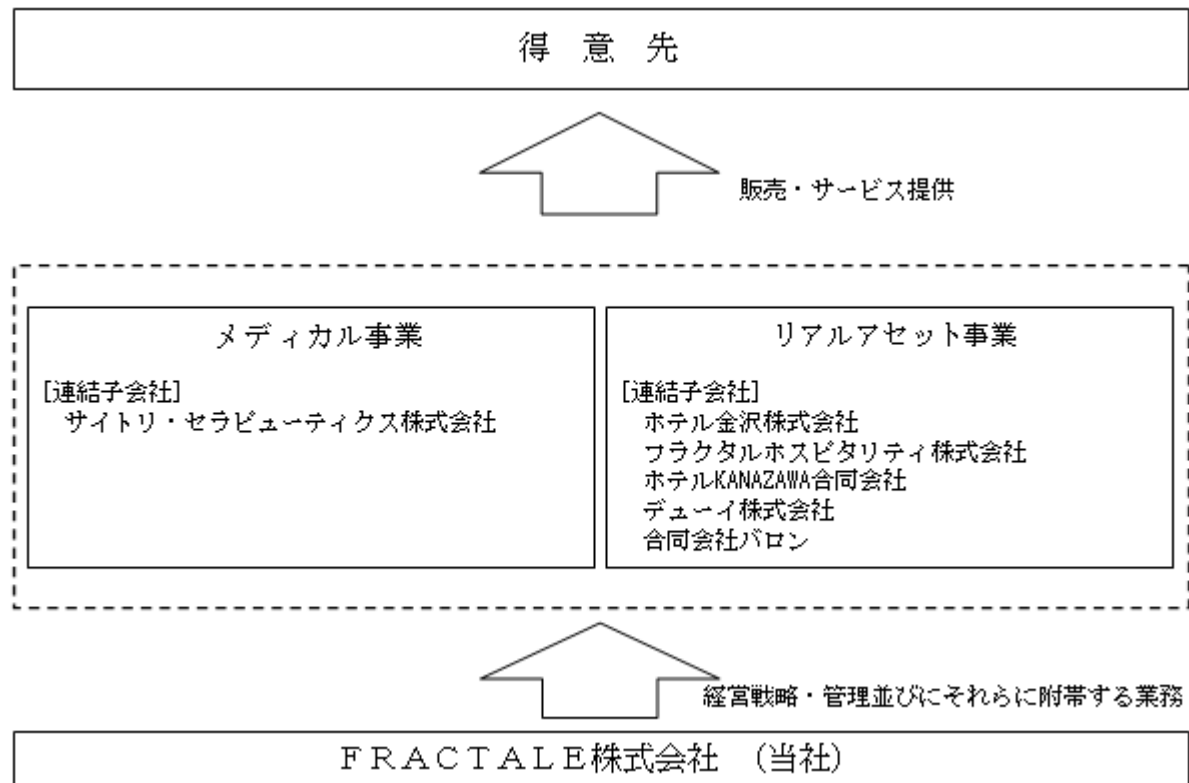 得 意 先
販売・サービス提供
メディカル事業
[連結子会社]
サイトリ・セラピューティクス株式会社
リアルアセット事業
[連結子会社]
ホテル金沢株式会社
フラクタルホスピタリティ株式会社
ホテルKANAZAWA合同会社
デューイ株式会社
合同会社バロン
経営戦略・管理並びにそれらに附帯する業務
ＦＲＡＣＴＡＬＥ株式会社 (当社)